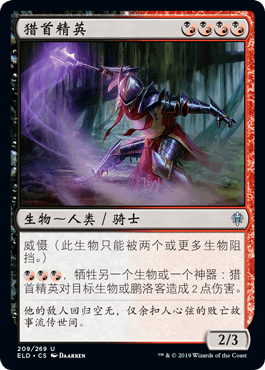 猎首精英
生物～人类／骑士
威慑（此生物只能被两个或更多生物阻
挡。）
，牺牲另一个生物或一个神器：猎
首精英对目标生物或鹏洛客造成2点伤害。
他的敌人回归空无，仅余扣人心弦的败亡故
事流传世间。
2/3
209/269 U
ELD • CS DAARKEN
™ & © 2019 Wizards of the Coast